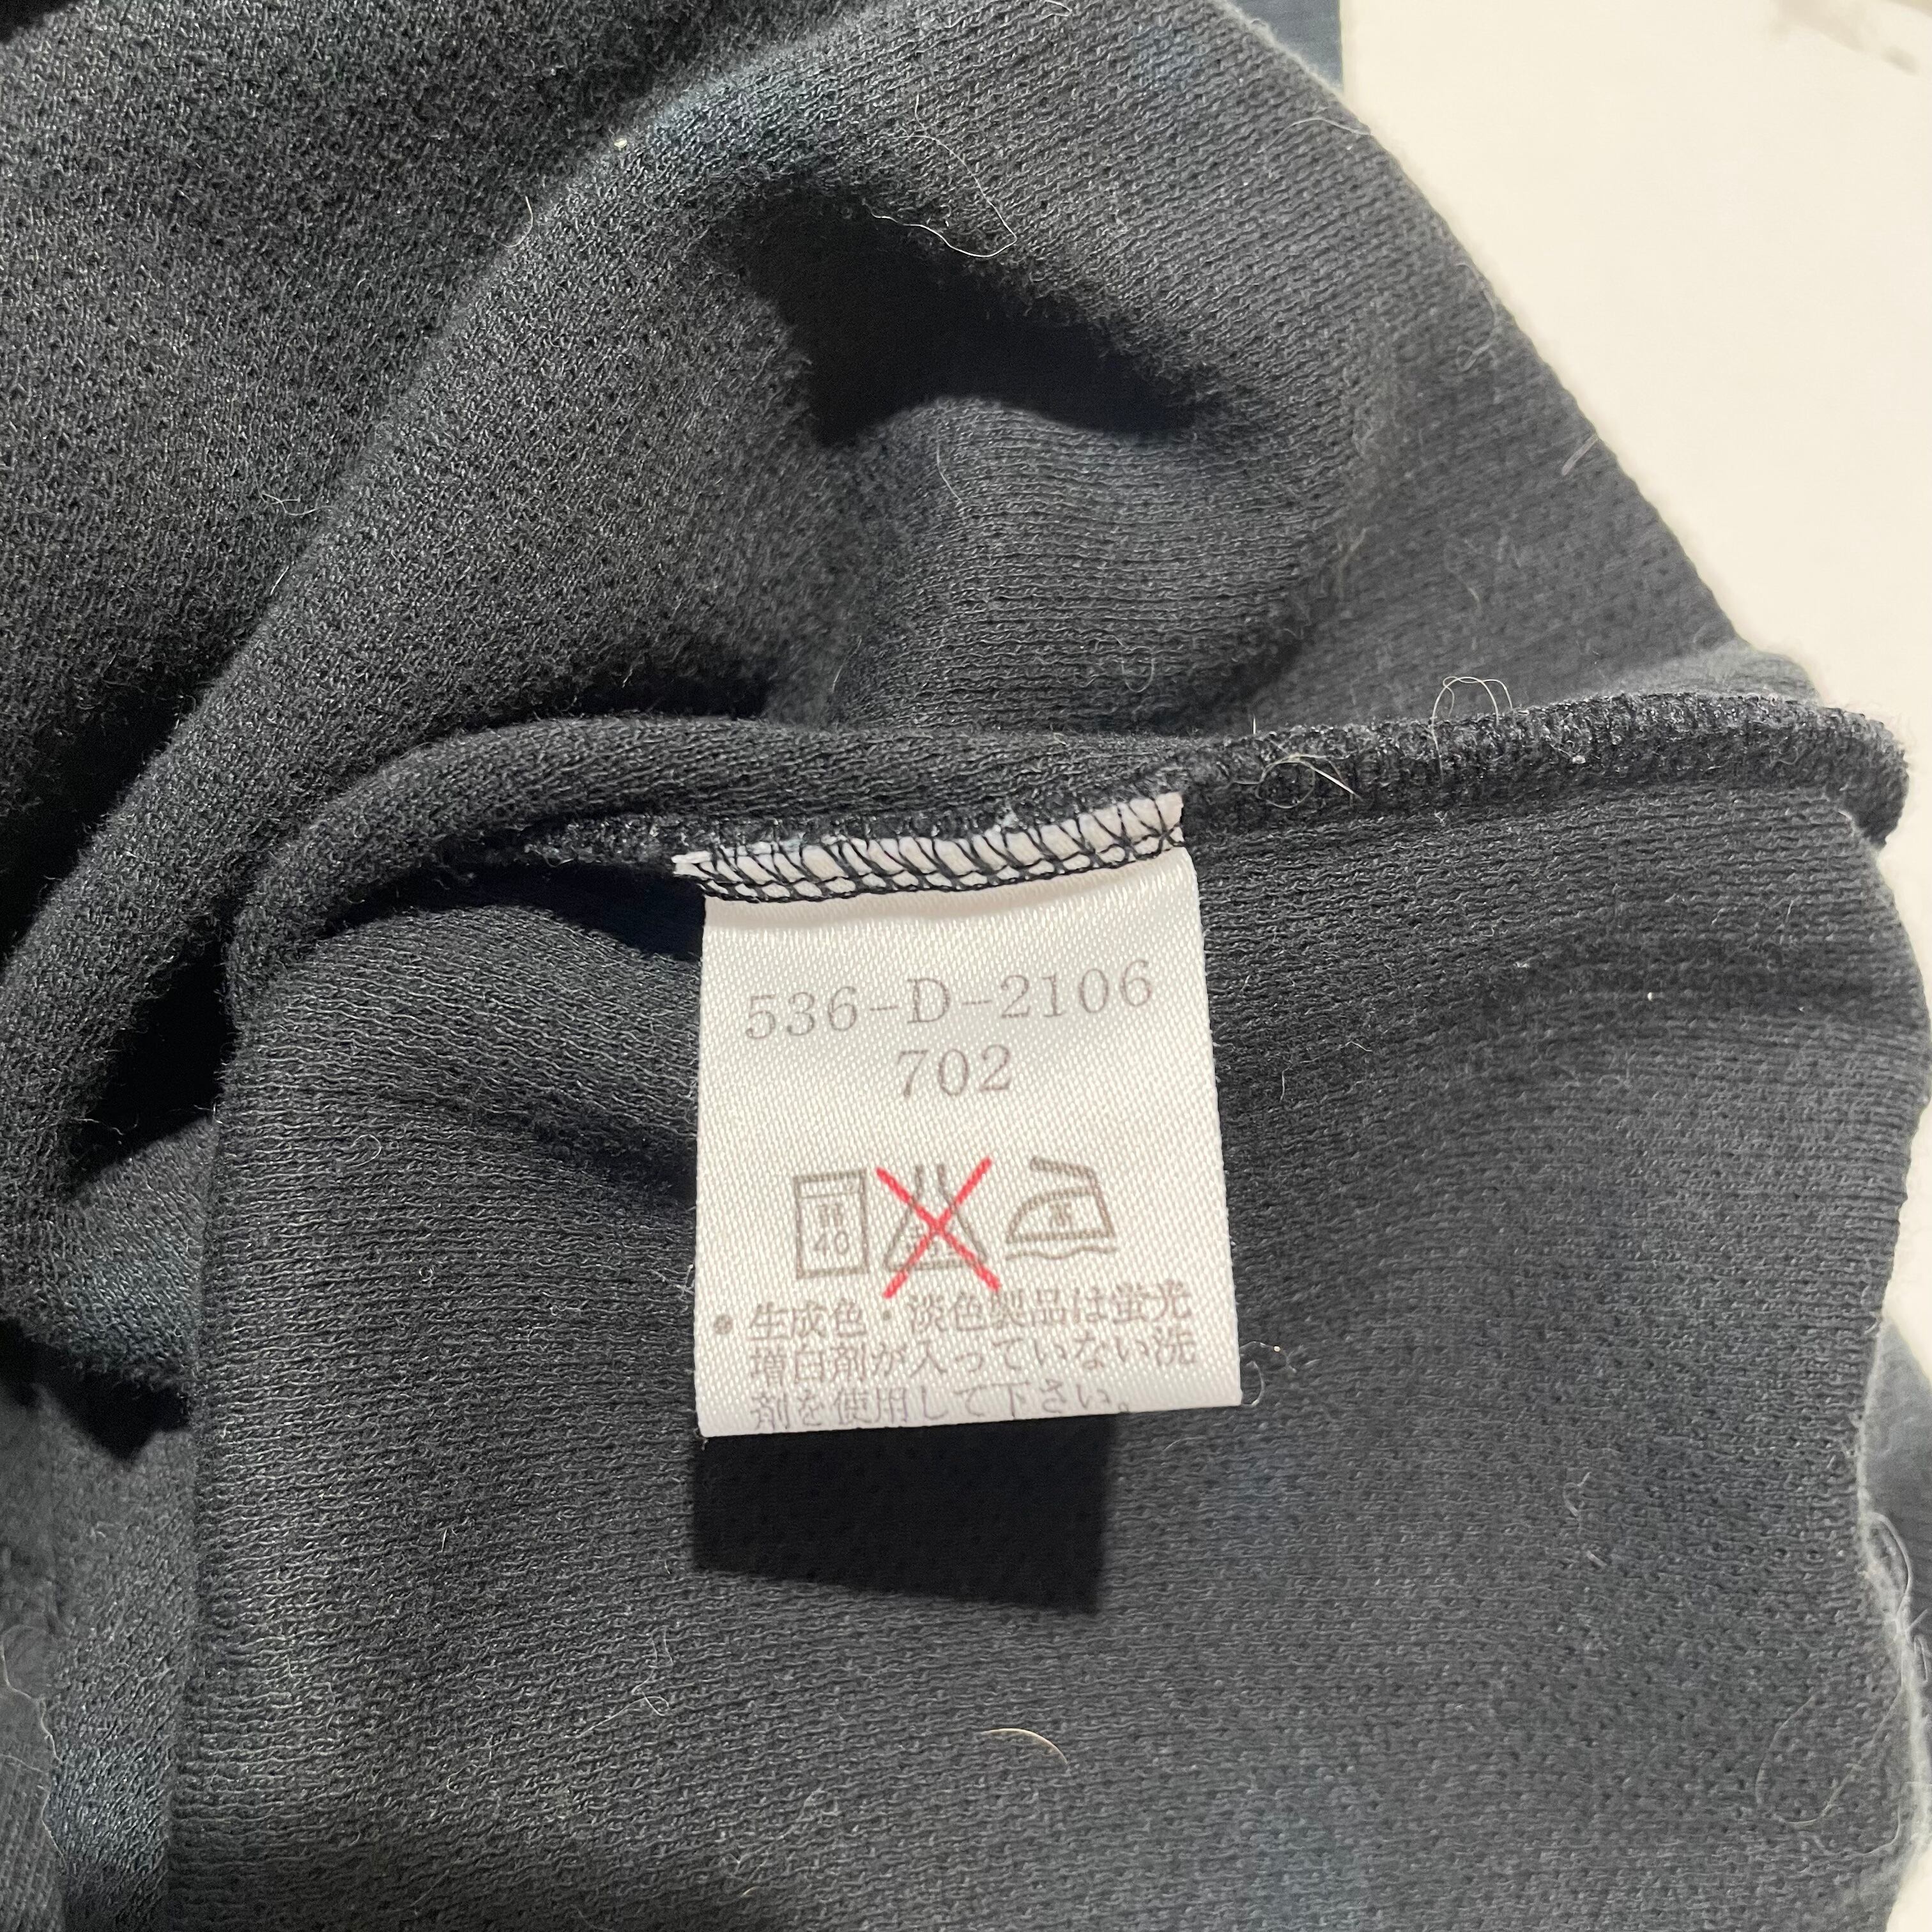 536-D-2106
702
40
・生成色・淡色製品は蛍光
増白剤が入っていない洗
剤を使用して下さい。